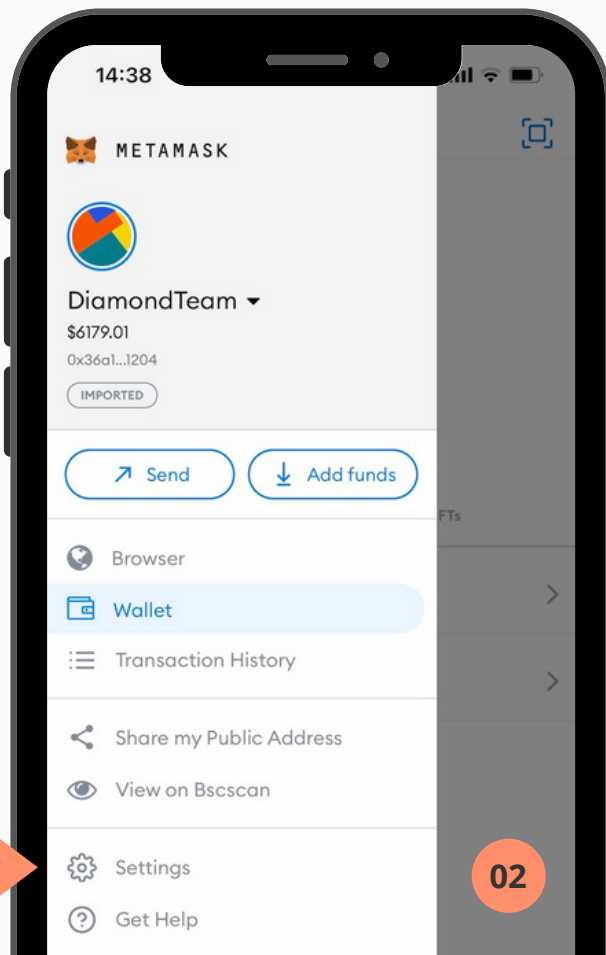 14:38
METAMASK
DiamondTeam
$6179.01
0x36a1...1204
IMPORTED
Send
Add funds
FTs
Browser
Wallet
Transaction History
Share my Public Address
View on Bscscan
Settings
02
Get Help